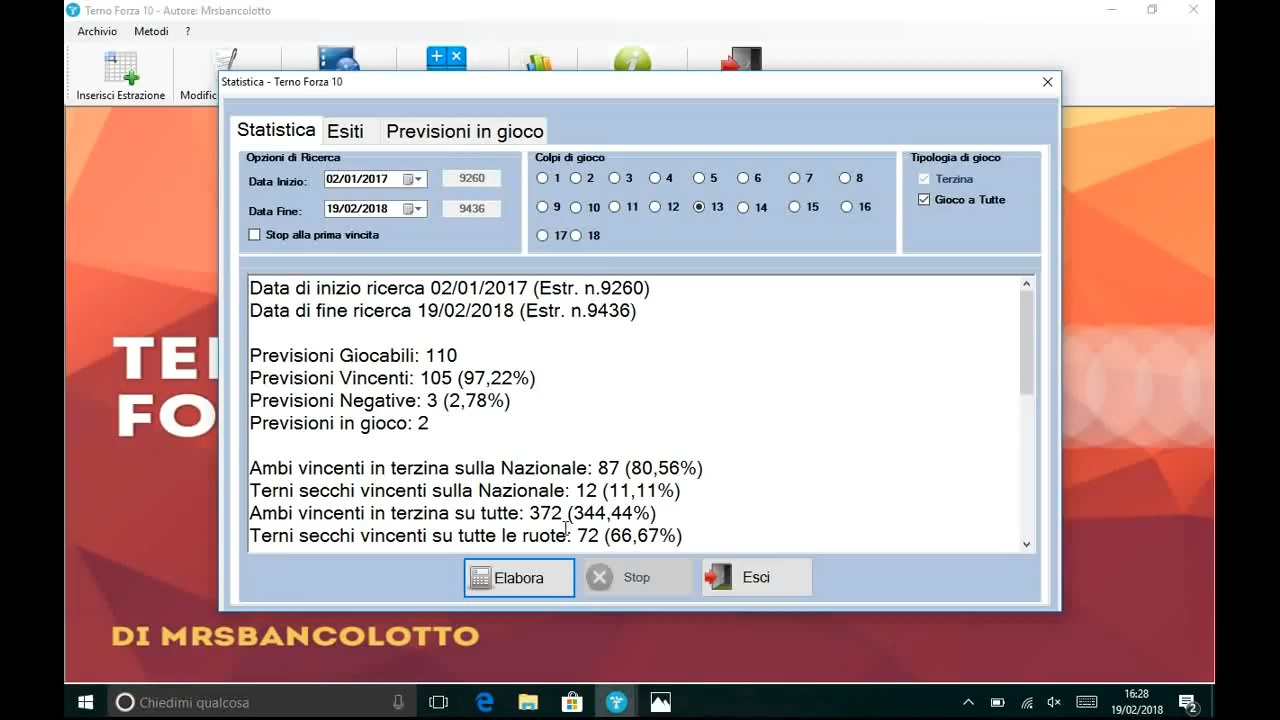 Terno Forza 10 - Autore: Mrsbancolotto
Archivio Metodi ?
Inserisci Estrazione
Statistica - Terno Forza 10
Statistica Esiti Previsioni in gioco
Opzioni di Ricerca
Data Inizio: 02/01/2017 9260
Data Fine: 19/02/2018 9436
Stop alla prima vincita
Colpi di gioco
1 2 3 4 5 6 7 8
9 10 11 12 13 14 15 16
17 18
Tipologia di gioco
Terzina
Gioco a Tutte
Data di inizio ricerca 02/01/2017 (Estr. n.9260)
Data di fine ricerca 19/02/2018 (Estr. n.9436)
Previsioni Giocabili: 110
Previsioni Vincenti: 105 (97,22%)
Previsioni Negative: 3 (2,78%)
Previsioni in gioco: 2
Ambi vincenti in terzina sulla Nazionale: 87 (80,56%)
Terni secchi vincenti sulla Nazionale: 12 (11,11%)
Ambi vincenti in terzina su tutte: 372 (344,44%)
Terni secchi vincenti su tutte le ruote: 72 (66,67%)
Elabora Stop Esci
DI MRSBANCOLOTTO
Chiedimi qualcosa
16:28
19/02/2018
2